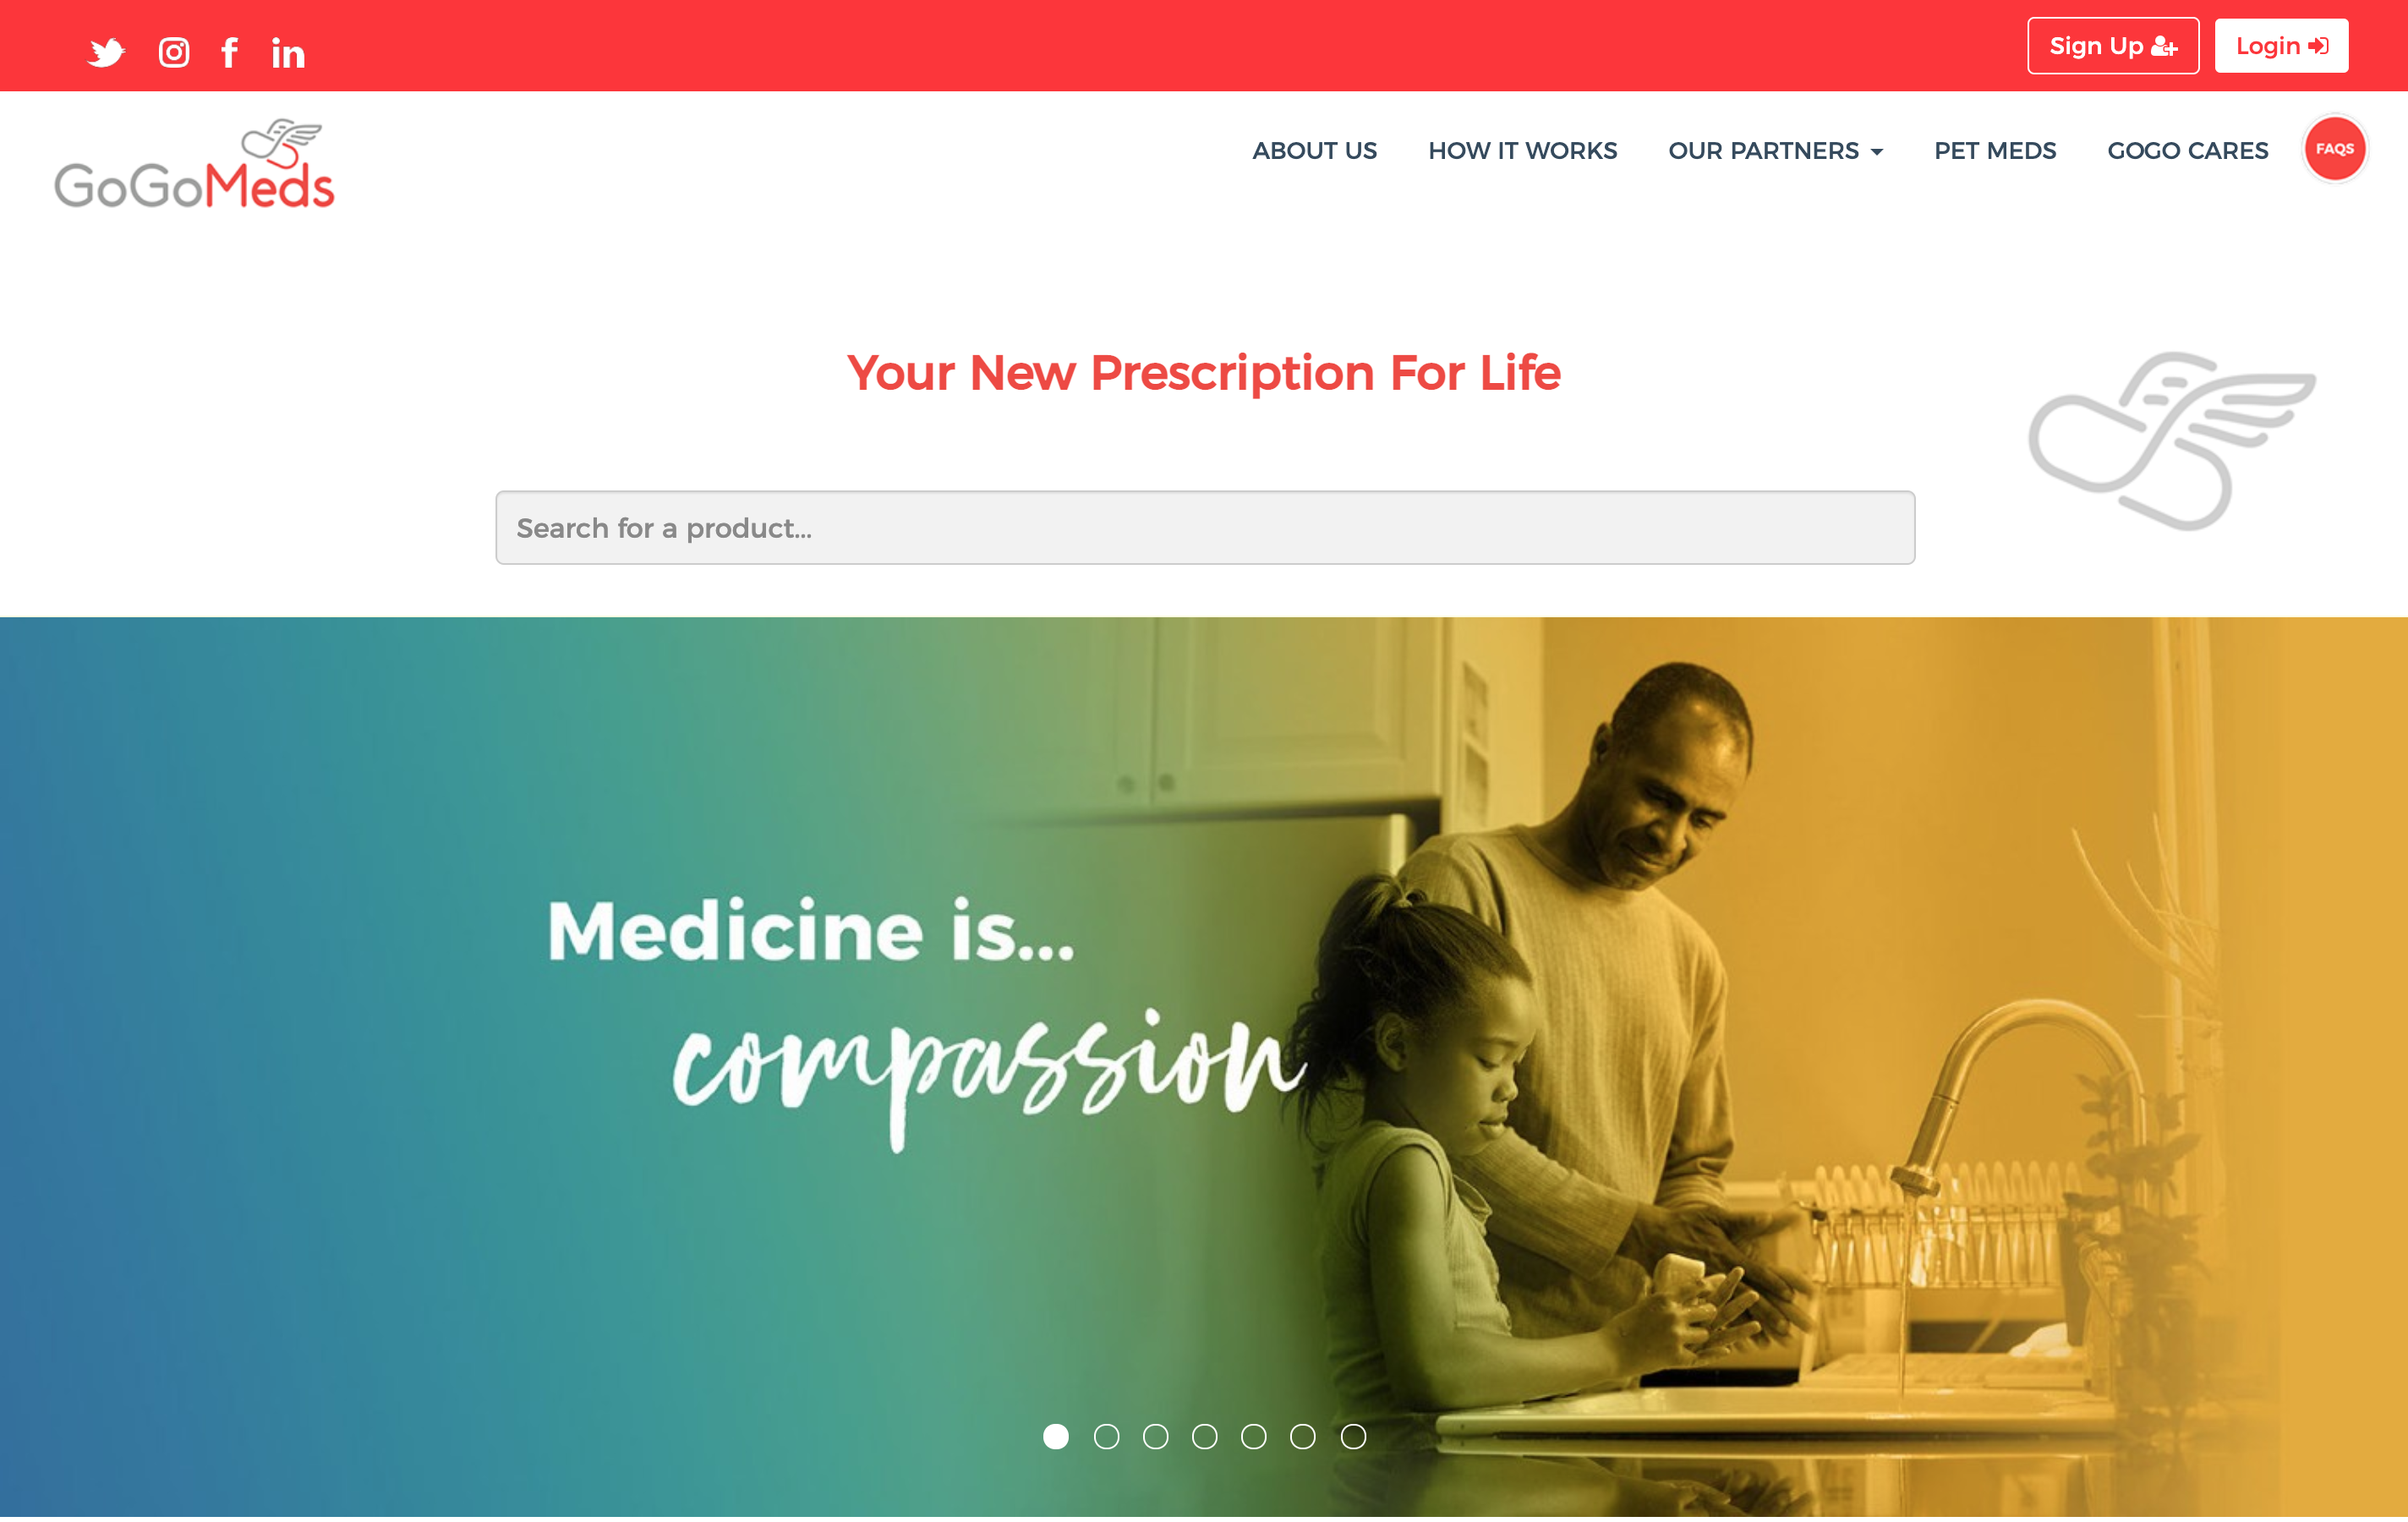 Sign Up
Login
GoGoMeds
ABOUT US
HOW IT WORKS
OUR PARTNERS
PET MEDS
GOGO CARES
FAQS
Your New Prescription For Life
Search for a product...
Medicine is...
compassion